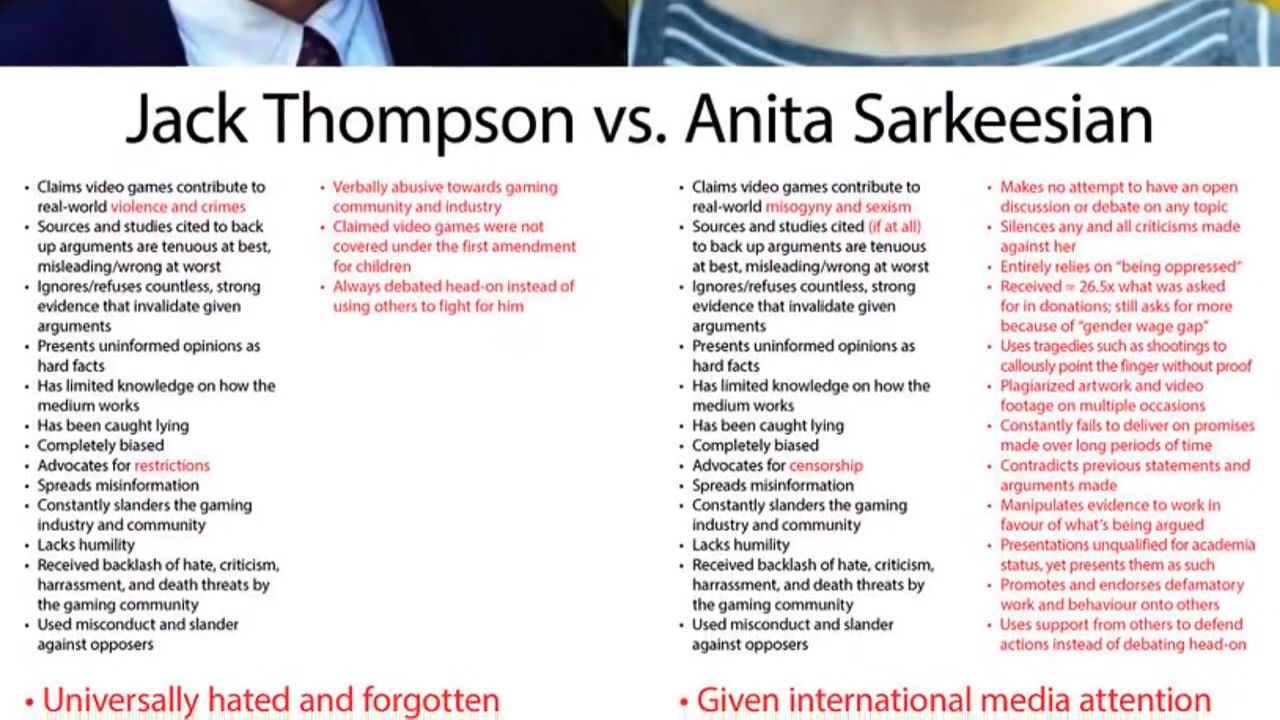 Jack Thompson vs. Anita Sarkeesian
• Claims video games contribute to
real-world violence and crimes
• Sources and studies cited to back
up arguments are tenuous at best,
misleading/wrong at worst
• Ignores/refuses countless, strong
evidence that invalidate given
arguments
• Presents uninformed opinions as
hard facts
• Has limited knowledge on how the
medium works
• Has been caught lying
• Completely biased
• Advocates for restrictions
• Spreads misinformation
• Constantly slanders the gaming
industry and community
• Lacks humility
• Received backlash of hate, criticism,
harrassment, and death threats by
the gaming community
• Used misconduct and slander
against opposers
• Verbally abusive towards gaming
community and industry
• Claimed video games were not
covered under the first amendment
for children
• Always debated head-on instead of
using others to fight for him
• Universally hated and forgotten
• Claims video games contribute to
real-world misogyny and sexism
• Sources and studies cited (if at all)
to back up arguments are tenuous
at best, misleading/wrong at worst
• Ignores/refuses countless, strong
evidence that invalidate given
arguments
• Presents uninformed opinions as
hard facts
• Has limited knowledge on how the
medium works
• Has been caught lying
• Completely biased
• Advocates for censorship
• Spreads misinformation
• Constantly slanders the gaming
industry and community
• Lacks humility
• Received backlash of hate, criticism,
harrassment, and death threats by
the gaming community
• Used misconduct and slander
against opposers
• Makes no attempt to have an open
discussion or debate on any topic
• Silences any and all criticisms made
against her
• Entirely relies on "being oppressed"
• Received ≈ 26.5x what was asked
for in donations; still asks for more
because of "gender wage gap"
• Uses tragedies such as shootings to
callously point the finger without proof
• Plagiarized artwork and video
footage on multiple occasions
• Constantly fails to deliver on promises
made over long periods of time
• Contradicts previous statements and
arguments made
• Manipulates evidence to work in
favour of what's being argued
• Presentations unqualified for academia
status, yet presents them as such
• Promotes and endorses defamatory
work and behaviour onto others
• Uses support from others to defend
actions instead of debating head-on
• Given international media attention